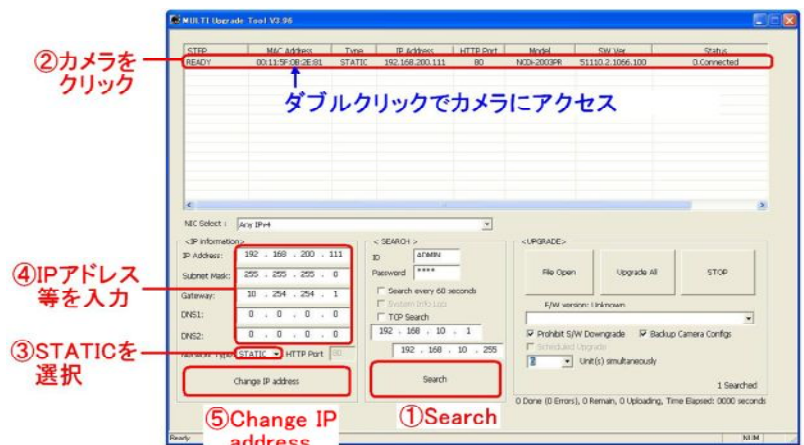 MULTI Upgrade Tool V3.96
STEP MAC Address Type IP Address HTTP Port Model SW Ver. Status
READY 00:11:5F:0B:2E:81 STATIC 192.168.200.111 80 NCDi-2003PR 51110.2.1066.100 0.Connected
②カメラを
クリック
ダブルクリックでカメラにアクセス
NIC Select : Any IPv4
<IP information>
IP Address: 192 . 168 . 200 . 111
Subnet Mask: 255 . 255 . 255 . 0
Gateway: 10 . 254 . 254 . 1
DNS1: 0 . 0 . 0 . 0
DNS2: 0 . 0 . 0 . 0
Network Type STATIC HTTP Port 80
Change IP address
④IPアドレス
等を入力
③STATICを
選択
⑤Change IP
address
< SEARCH >
ID ADMIN
Password ****
Search every 60 seconds
System Info List
TCP Search
192 . 168 . 10 . 1
192 . 168 . 10 . 255
Search
①Search
<UPGRADE>
File Open Upgrade All STOP
F/W version: Unknown
Prohibit S/W Downgrade Backup Camera Configs
Scheduled Upgrade
Unit(s) simultaneously
1 Searched
0 Done (0 Errors), 0 Remain, 0 Uploading, Time Elapsed: 0000 seconds
Ready NUM